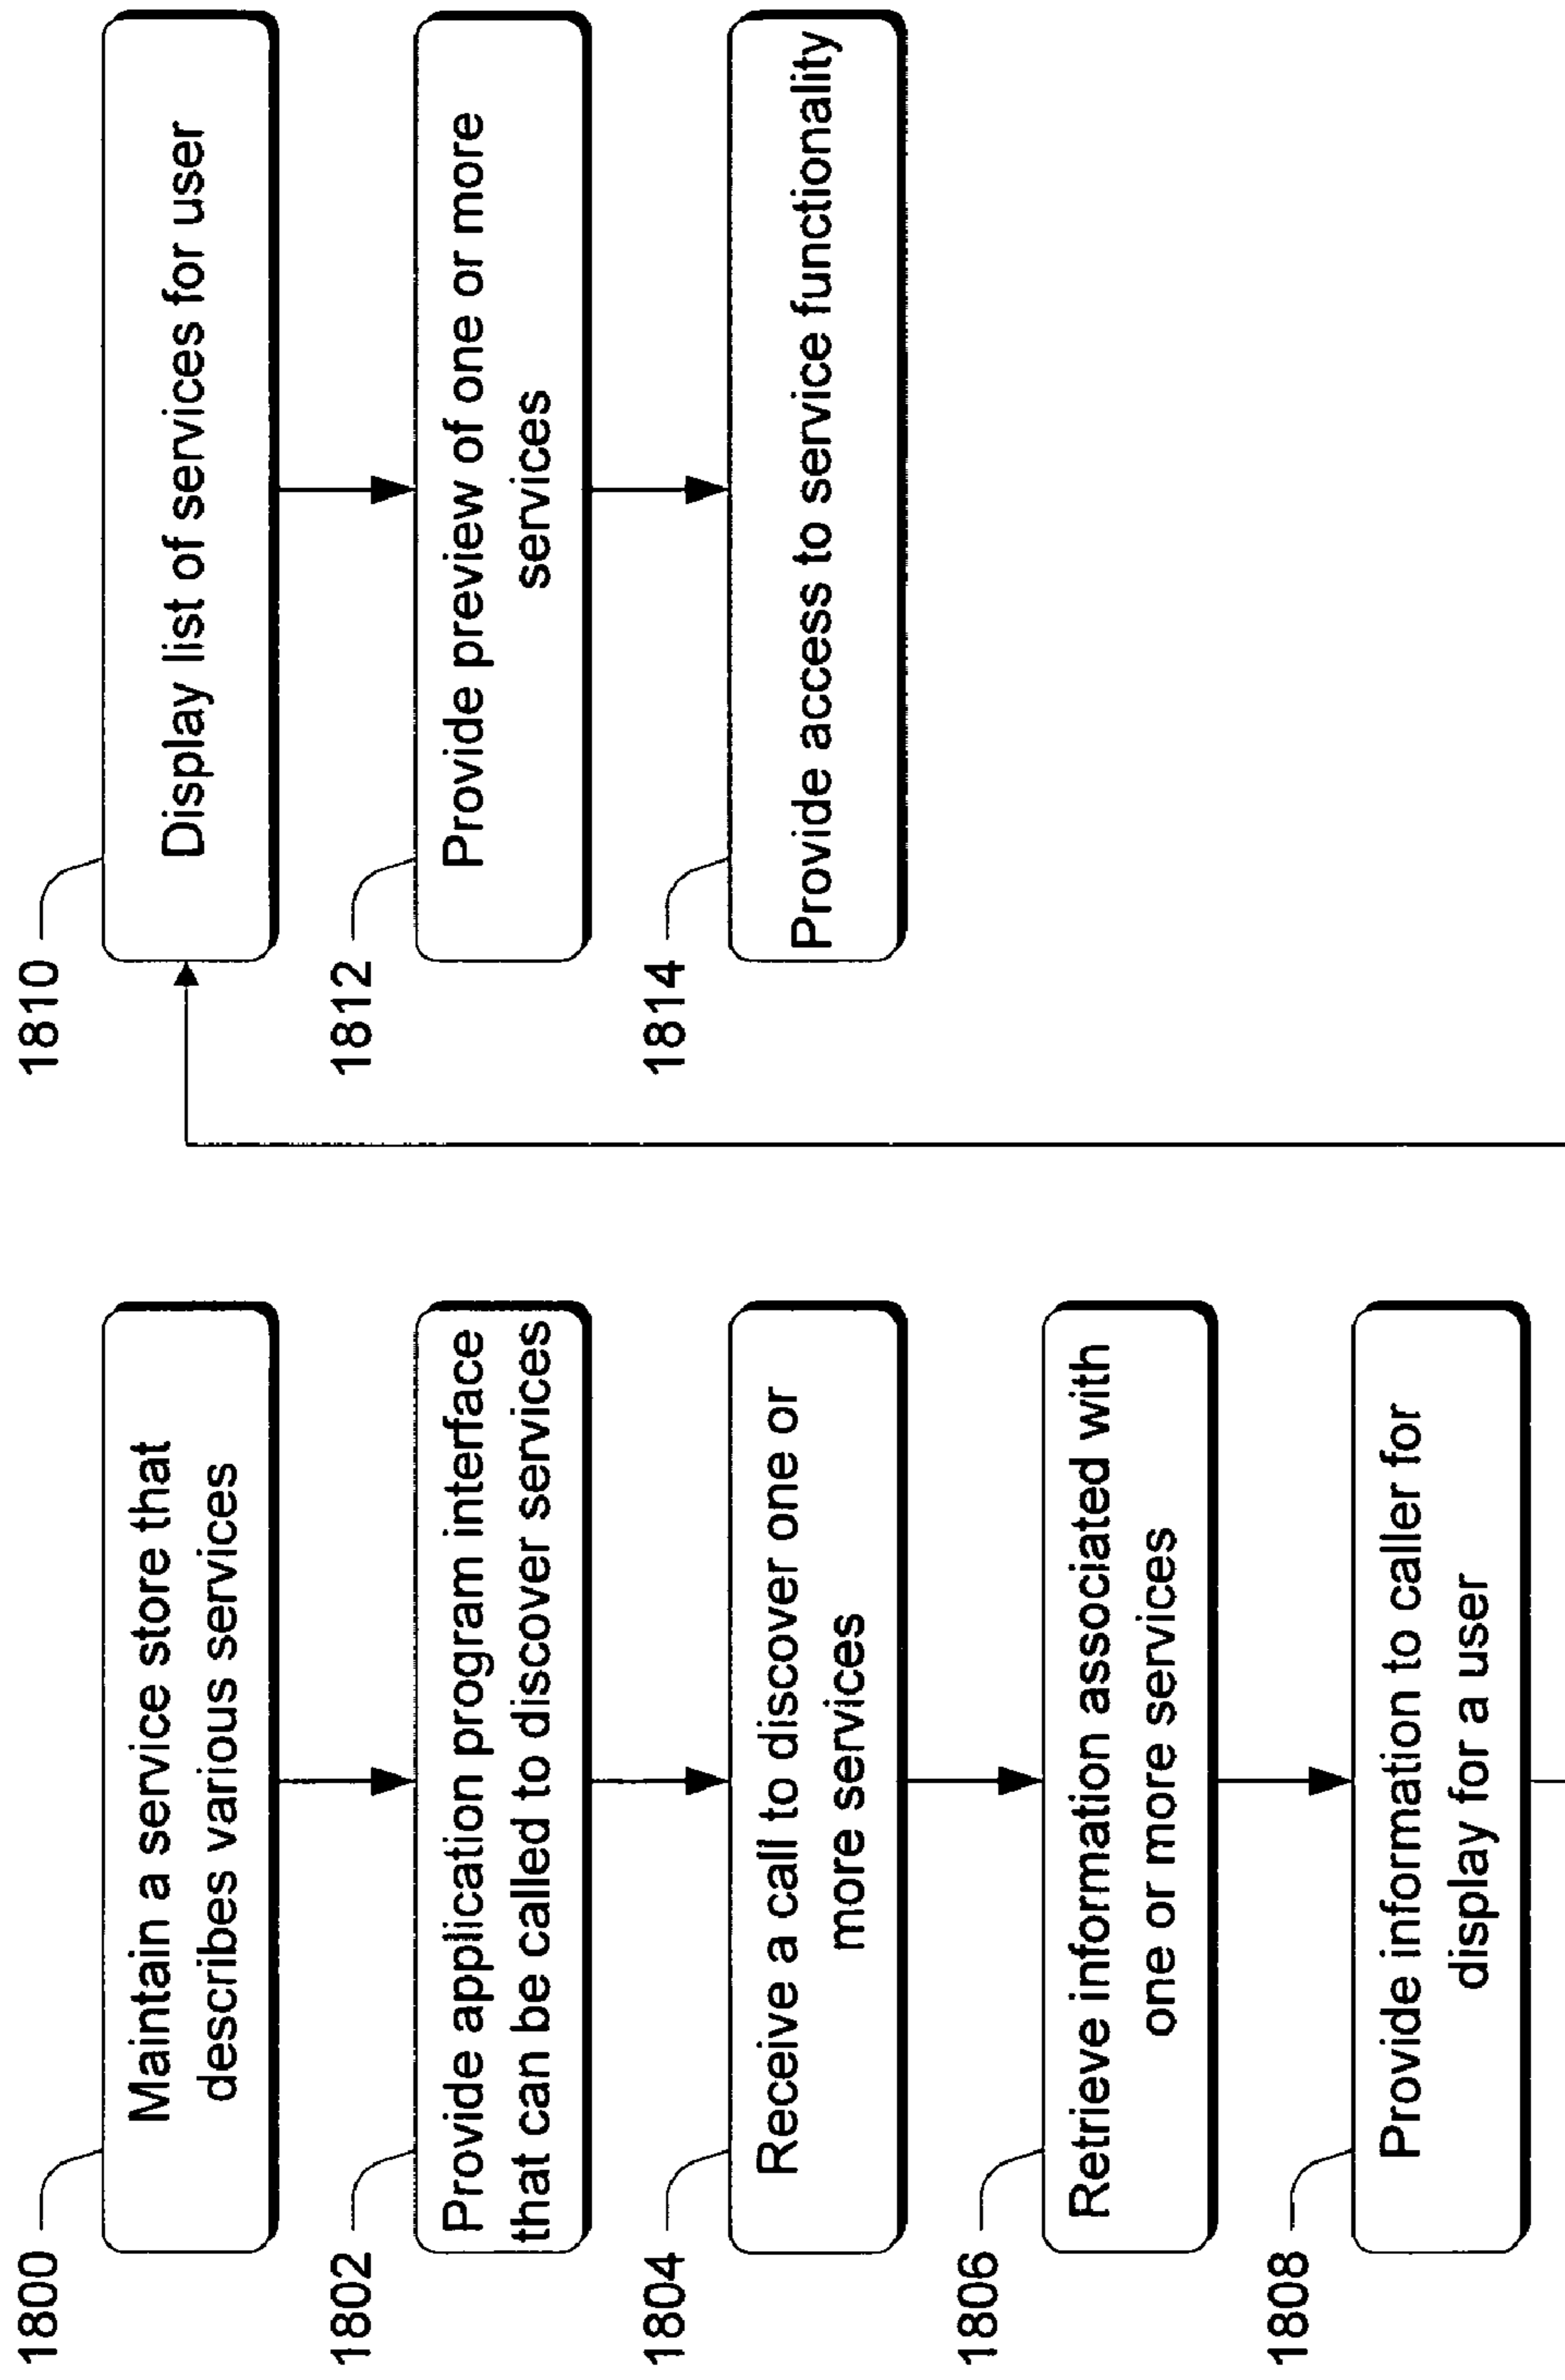 1800
Maintain a service store that
describes various services
1802
Provide application program interface
that can be called to discover services
1804
Receive a call to discover one or
more services
1806
Retrieve information associated with
one or more services
1808
Provide information to caller for
display for a user
1810
Display list of services for user
1812
Provide preview of one or more
services
1814
Provide access to service functionality